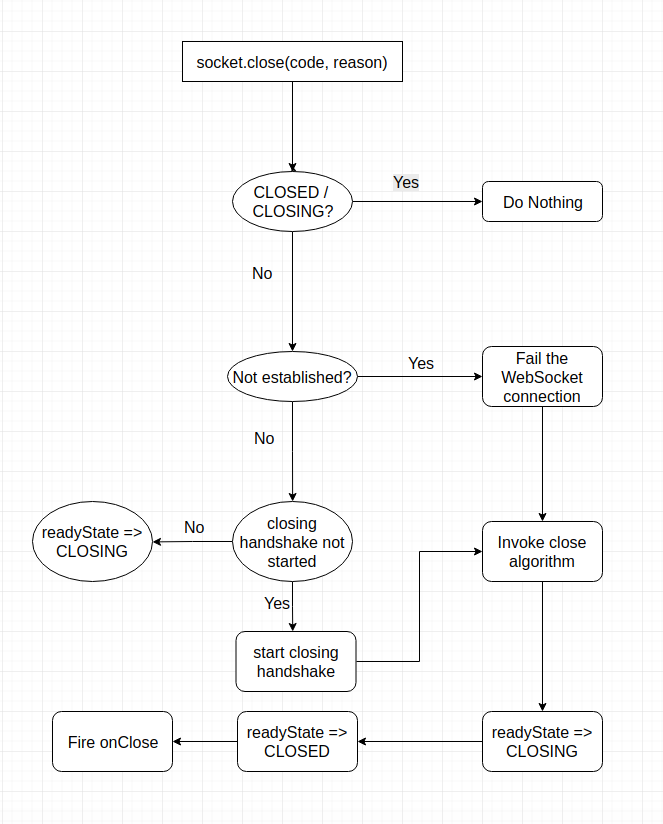 socket.close(code, reason)
CLOSED /
CLOSING?
Yes
Do Nothing
No
Not established?
Yes
Fail the
WebSocket
connection
No
closing
handshake not
started
No
readyState =>
CLOSING
Invoke close
algorithm
Yes
start closing
handshake
readyState =>
CLOSING
readyState =>
CLOSED
Fire onClose